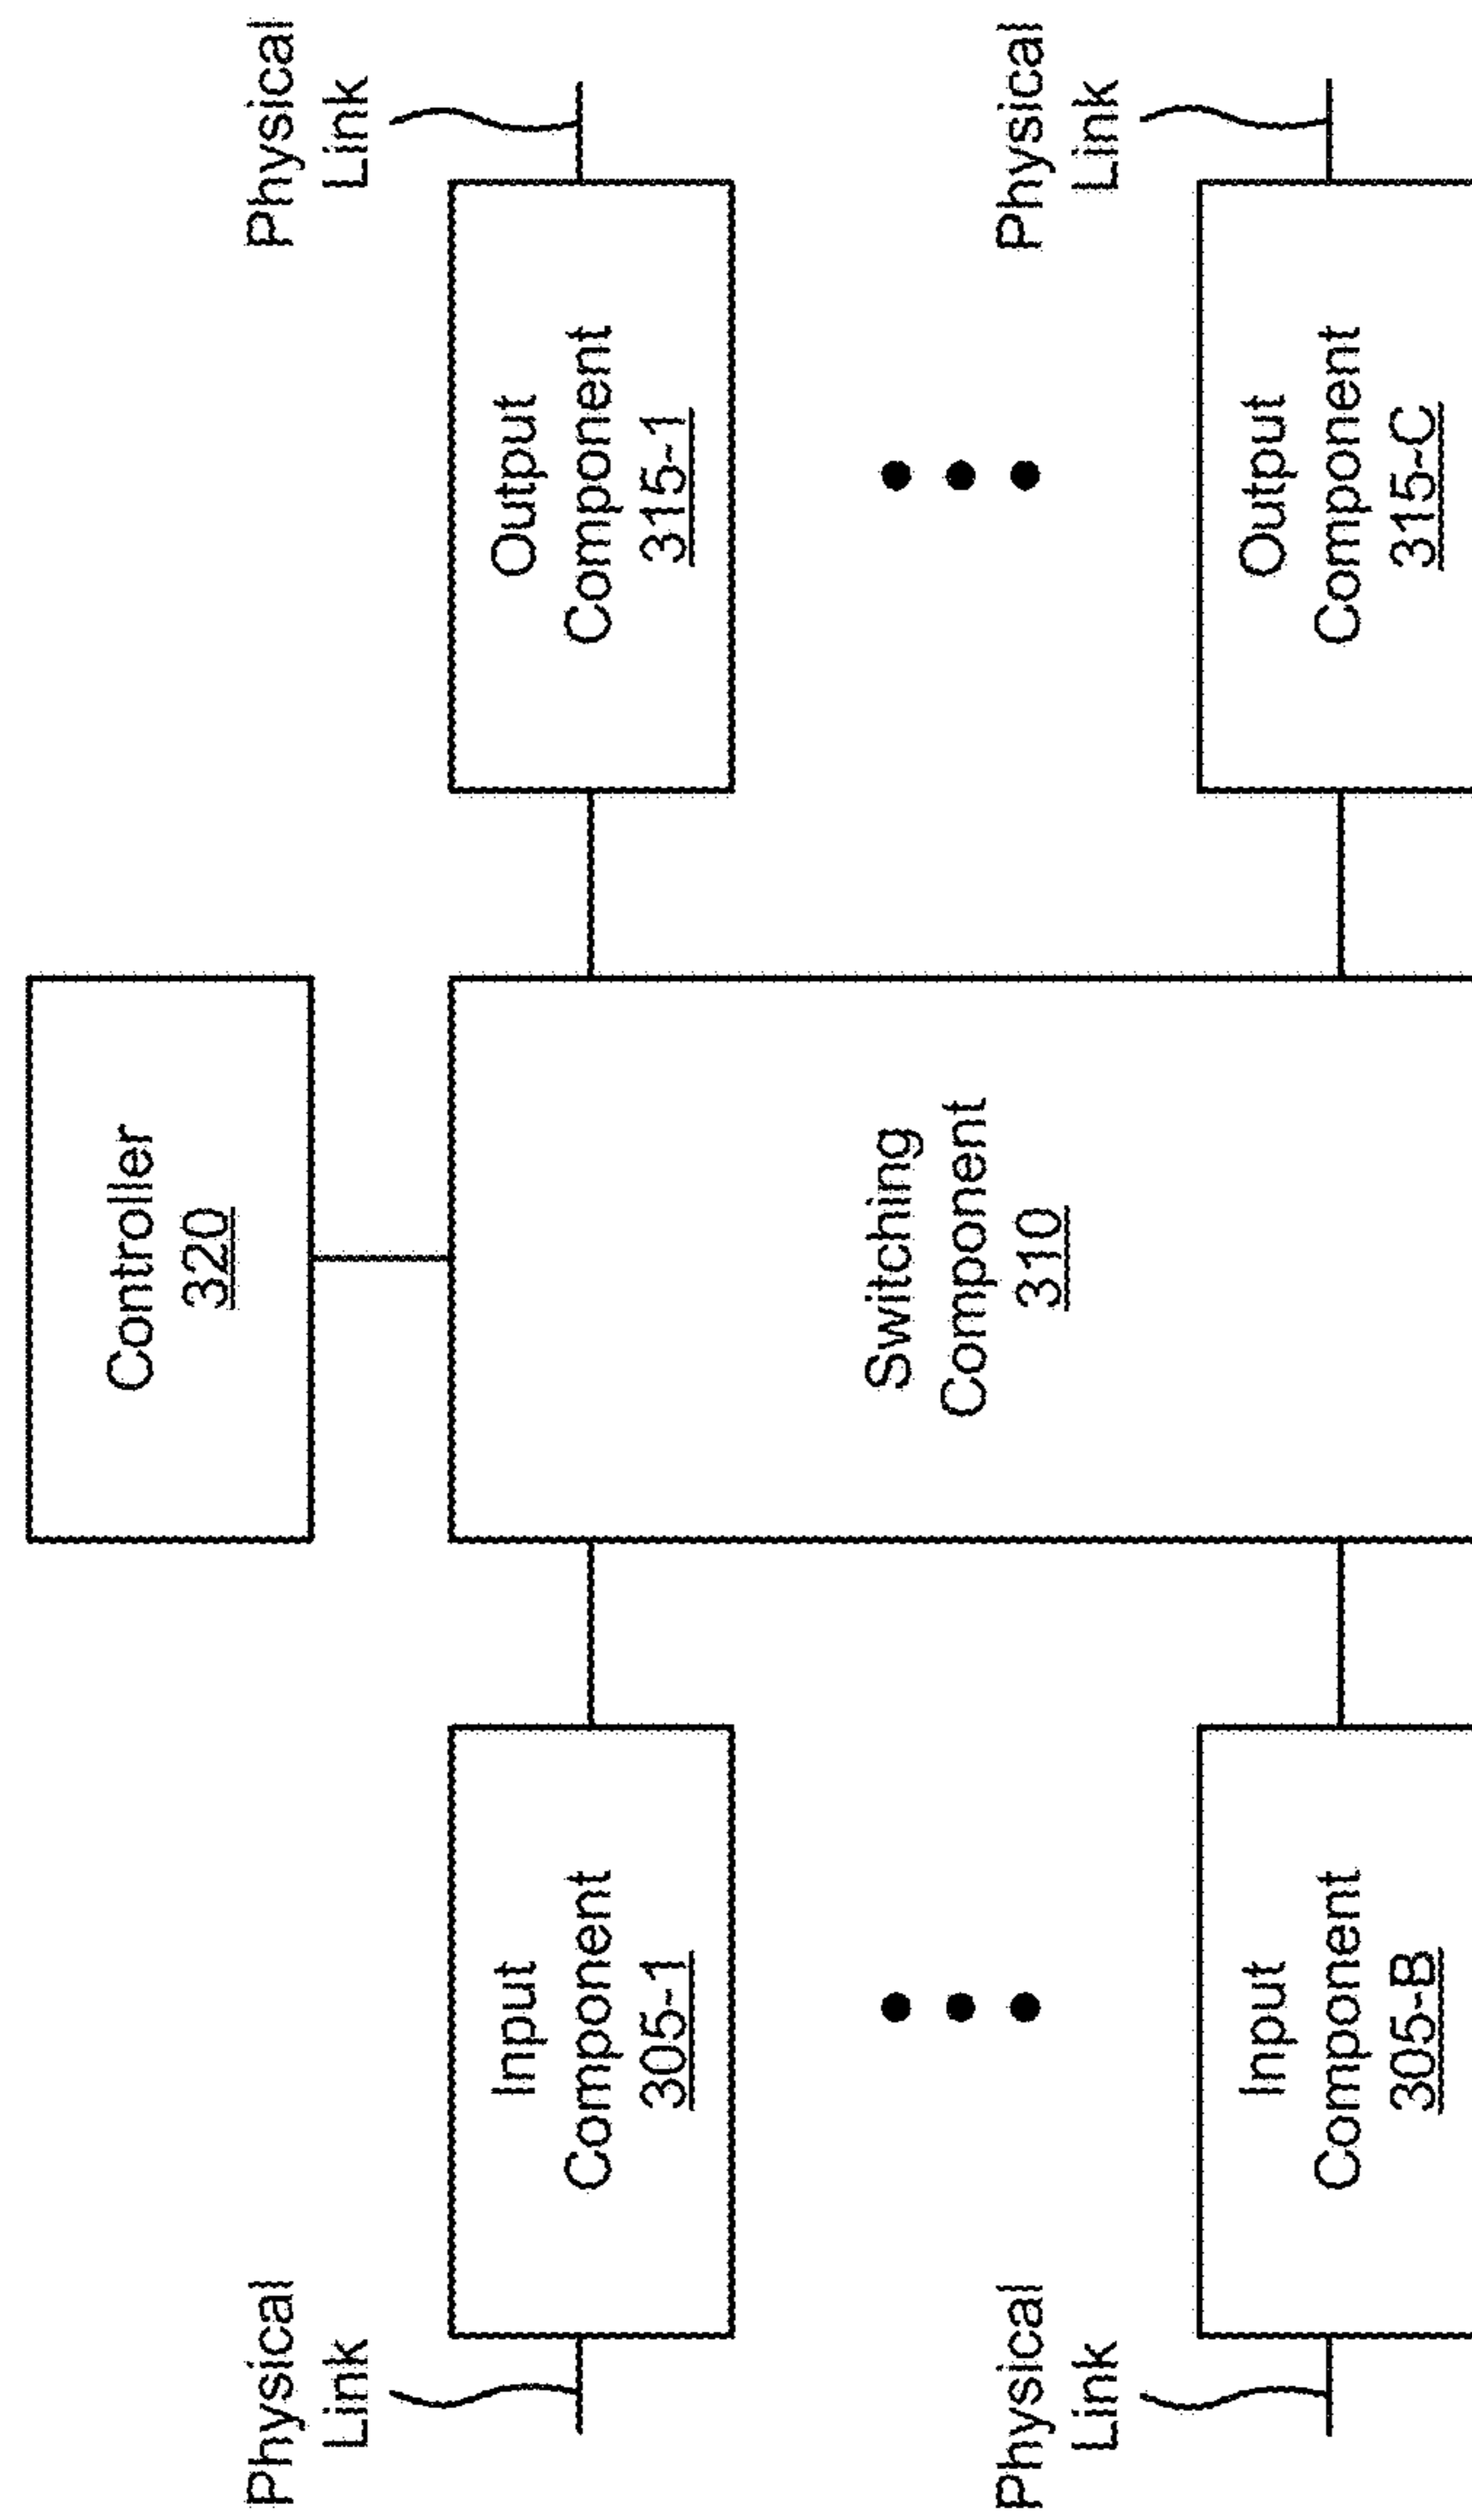 Controller
320
Physical
Link
Physical
Link
Input
Component
305-1
Output
Component
315-1
Switching
Component
310
Physical
Link
Physical
Link
Input
Component
305-B
Output
Component
315-C